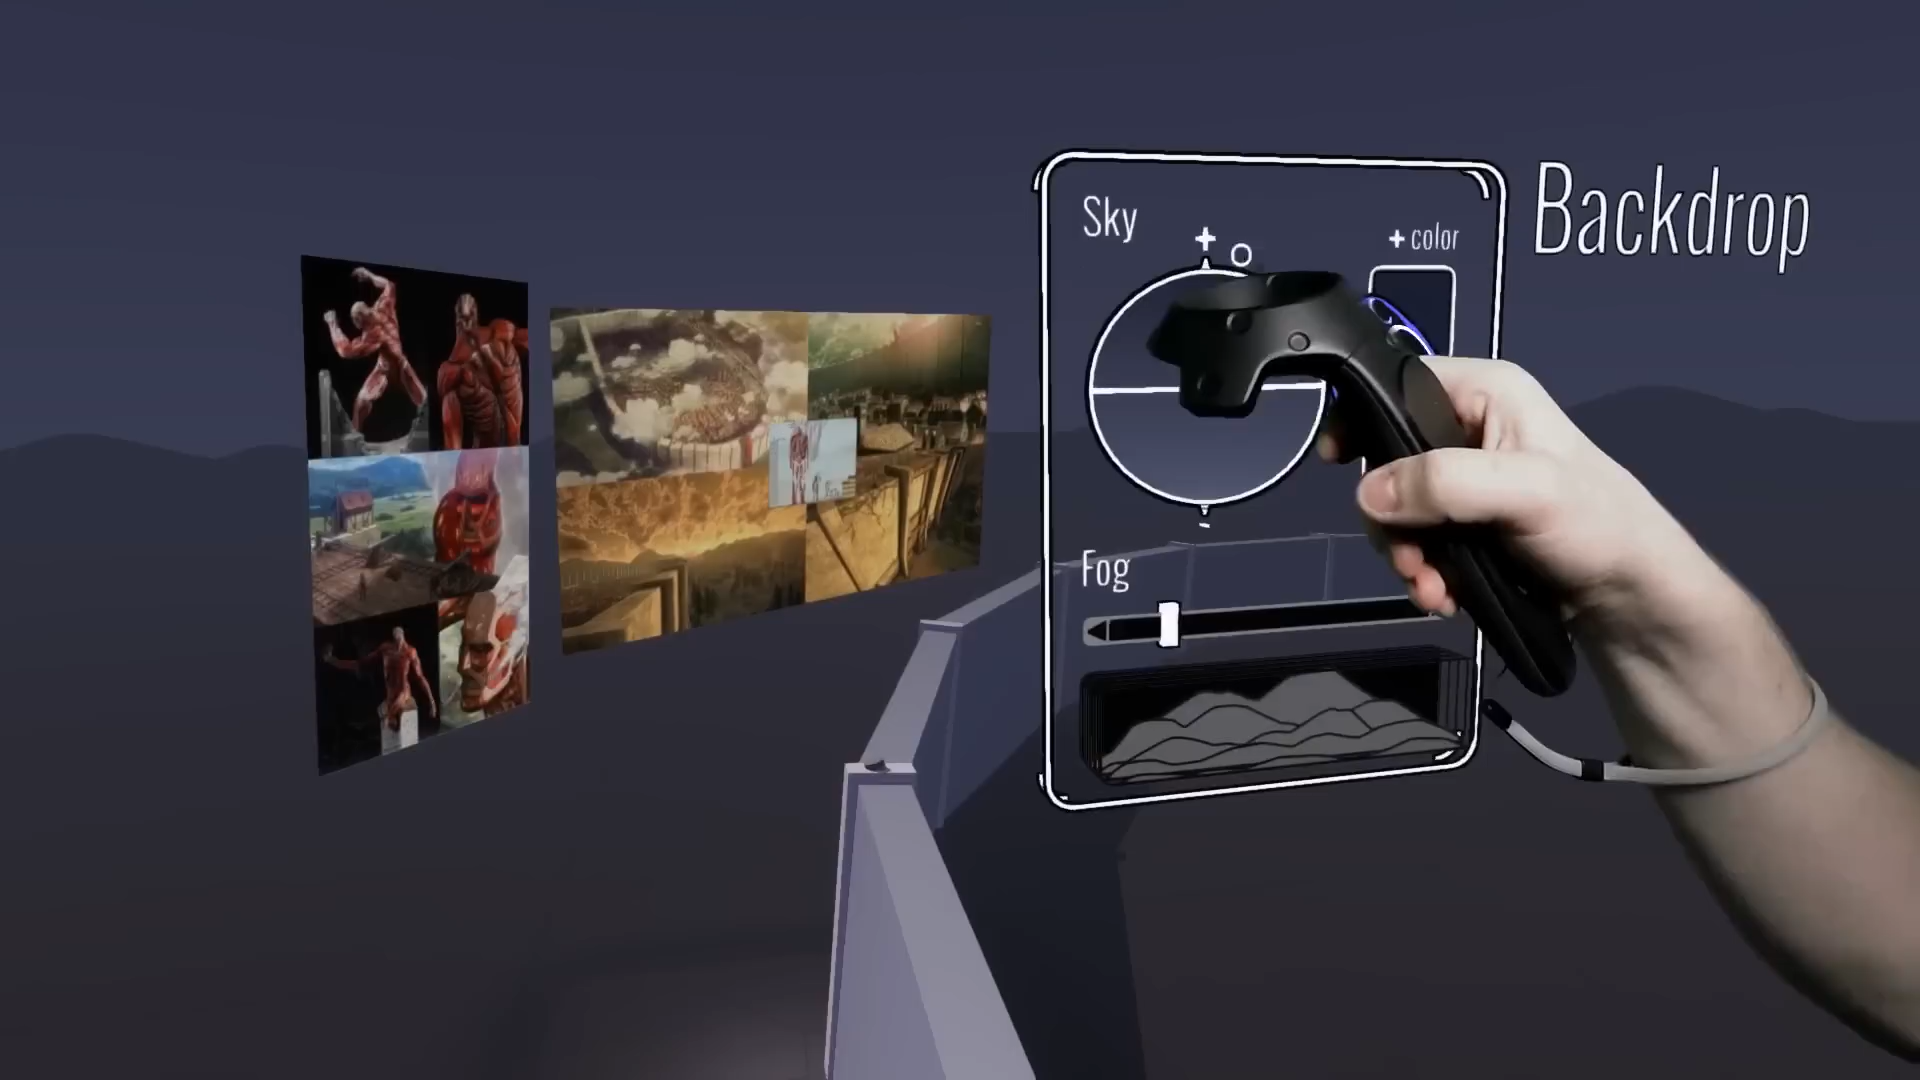 Backdrop
Sky
+ color
+
-
Fog